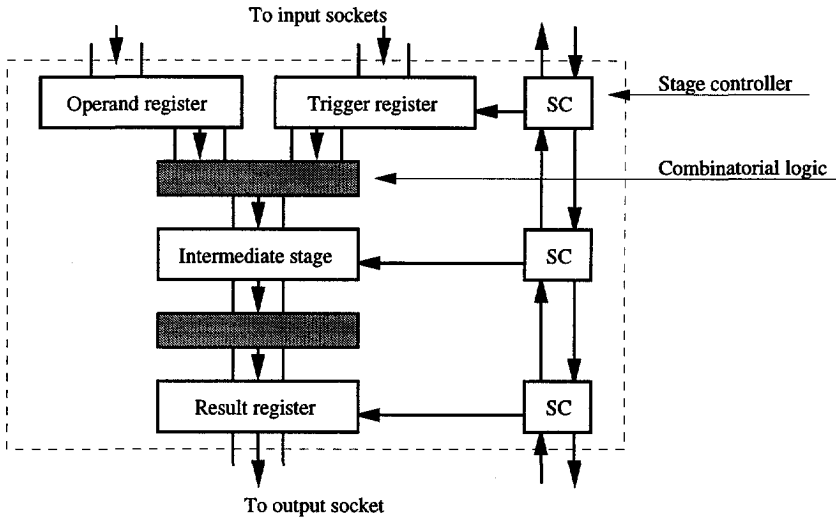 To input sockets
Operand register
Trigger register
SC
Stage controller
Combinatorial logic
Intermediate stage
SC
Result register
SC
To output socket